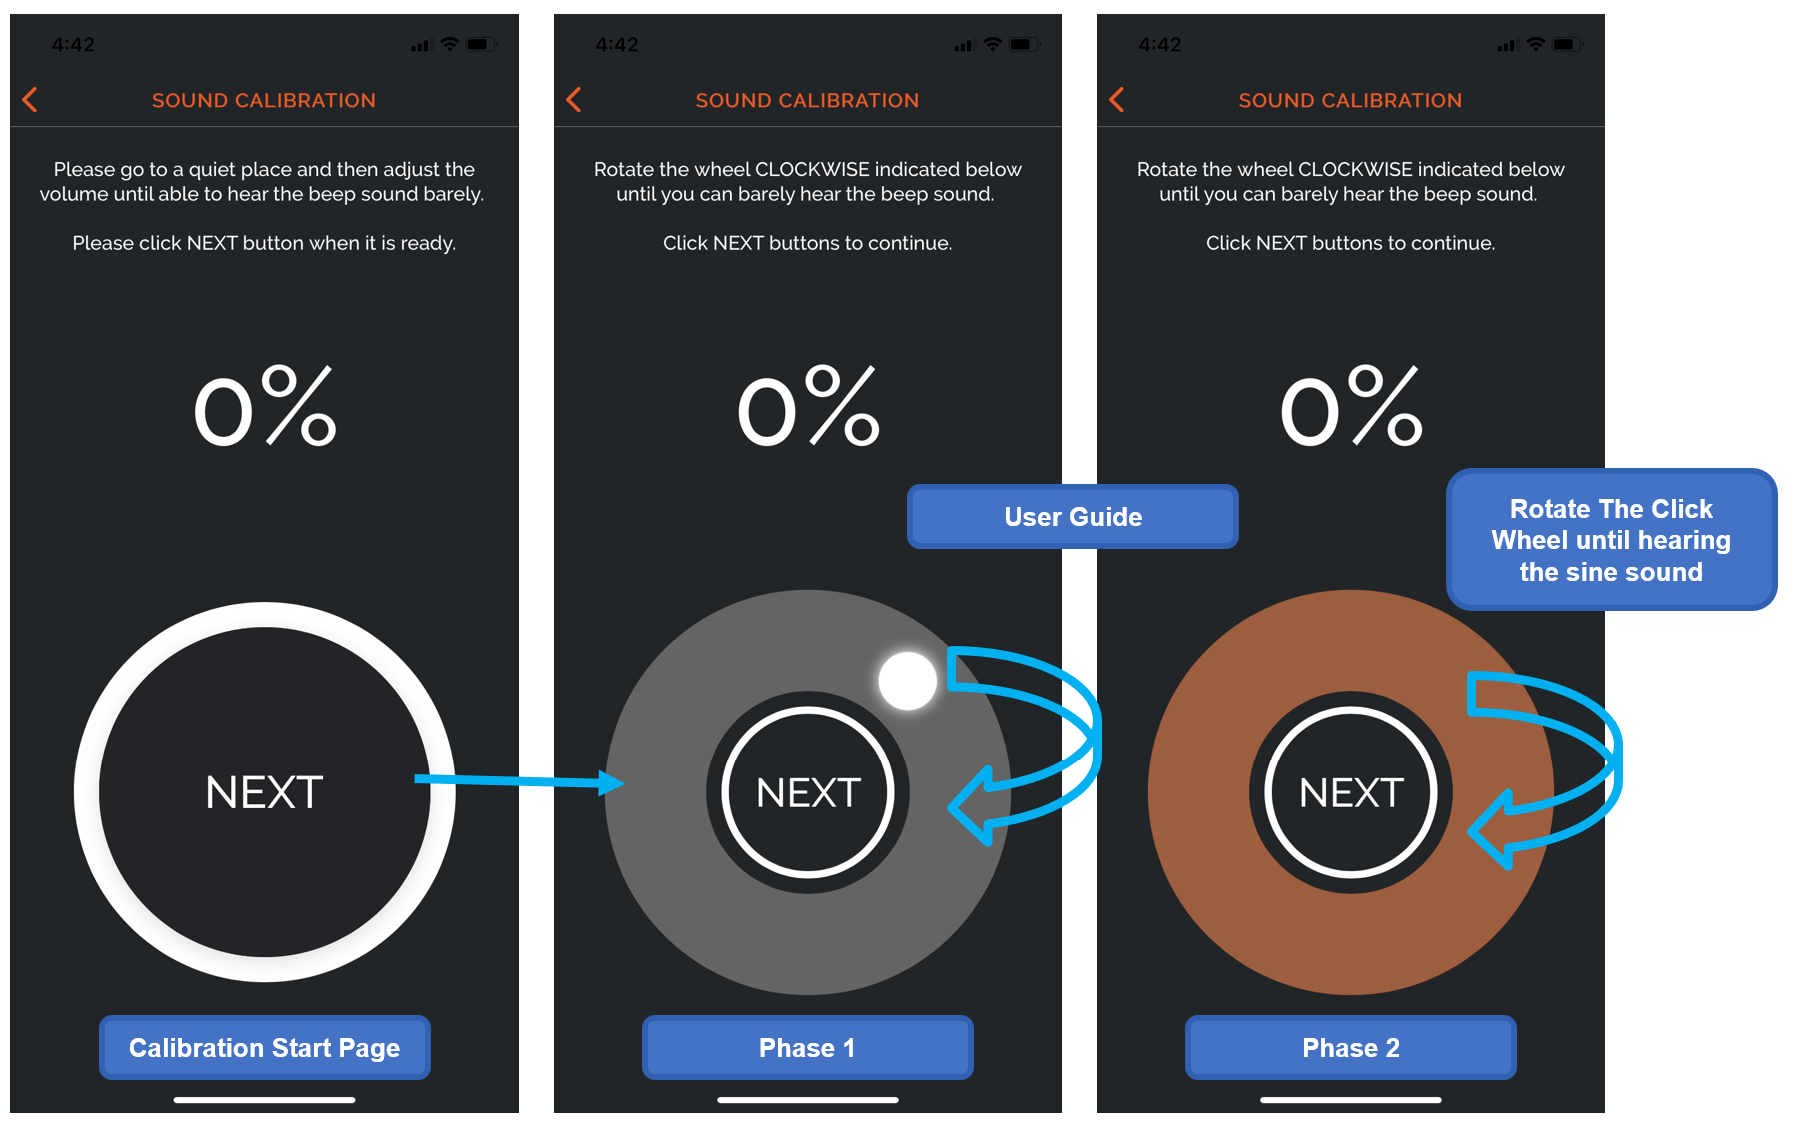 4:42
SOUND CALIBRATION
Please go to a quiet place and then adjust the
volume until able to hear the beep sound barely.
Please click NEXT button when it is ready.
0%
NEXT
Calibration Start Page
4:42
SOUND CALIBRATION
Rotate the wheel CLOCKWISE indicated below
until you can barely hear the beep sound.
Click NEXT buttons to continue.
0%
User Guide
NEXT
Phase 1
4:42
SOUND CALIBRATION
Rotate the wheel CLOCKWISE indicated below
until you can barely hear the beep sound.
Click NEXT buttons to continue.
0%
Rotate The Click
Wheel until hearing
the sine sound
NEXT
Phase 2